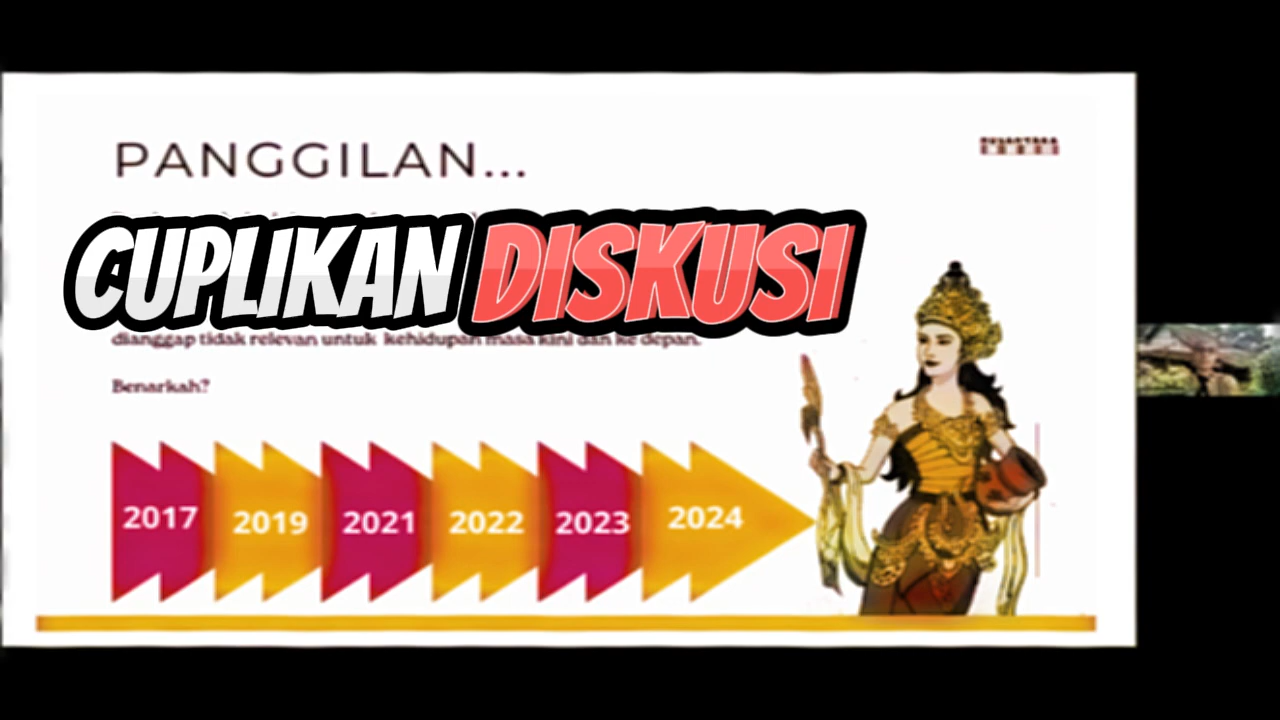 PANGGILAN...
CUPLIKAN DISKUSI
dianggap tidak relevan untuk kehidupan masa kini dan ke depan.
Benarkah?
2017 2019 2021 2022 2023 2024